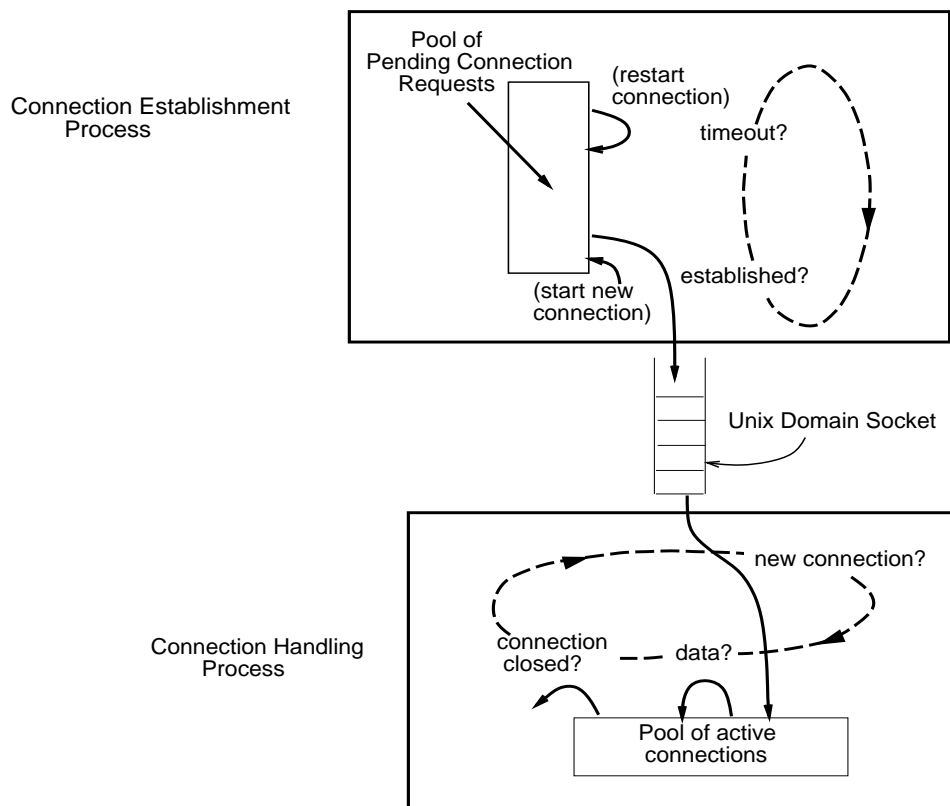 Pool of
Pending Connection
Requests
(restart
connection)
Connection Establishment
Process
timeout?
established?
(start new
connection)
Unix Domain Socket
new connection?
Connection Handling
Process
connection
closed?
data?
Pool of active
connections